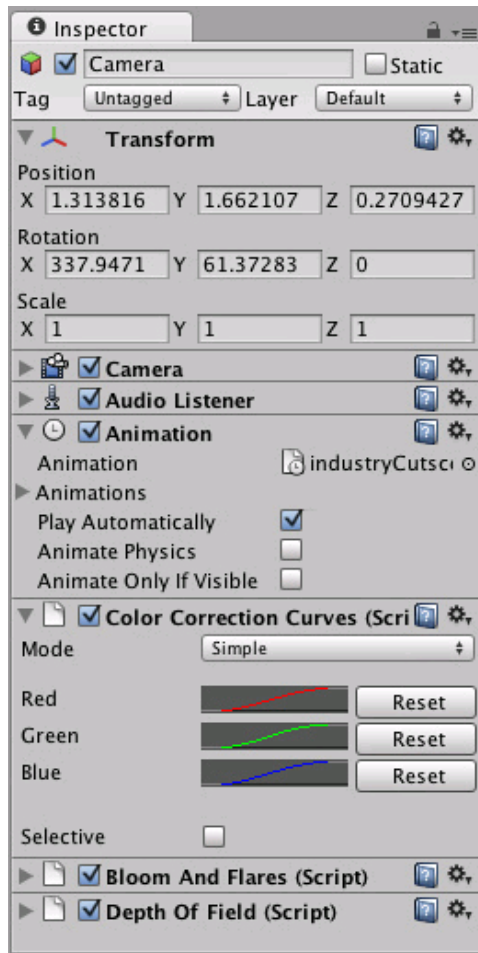 Inspector
Camera Static
Tag Untagged Layer Default
Transform
Position
X 1.313816 Y 1.662107 Z 0.2709427
Rotation
X 337.9471 Y 61.37283 Z 0
Scale
X 1 Y 1 Z 1
Camera
Audio Listener
Animation
Animation industryCutsc
Animations
Play Automatically
Animate Physics
Animate Only If Visible
Color Correction Curves (Scri
Mode Simple
Red Reset
Green Reset
Blue Reset
Selective
Bloom And Flares (Script)
Depth Of Field (Script)